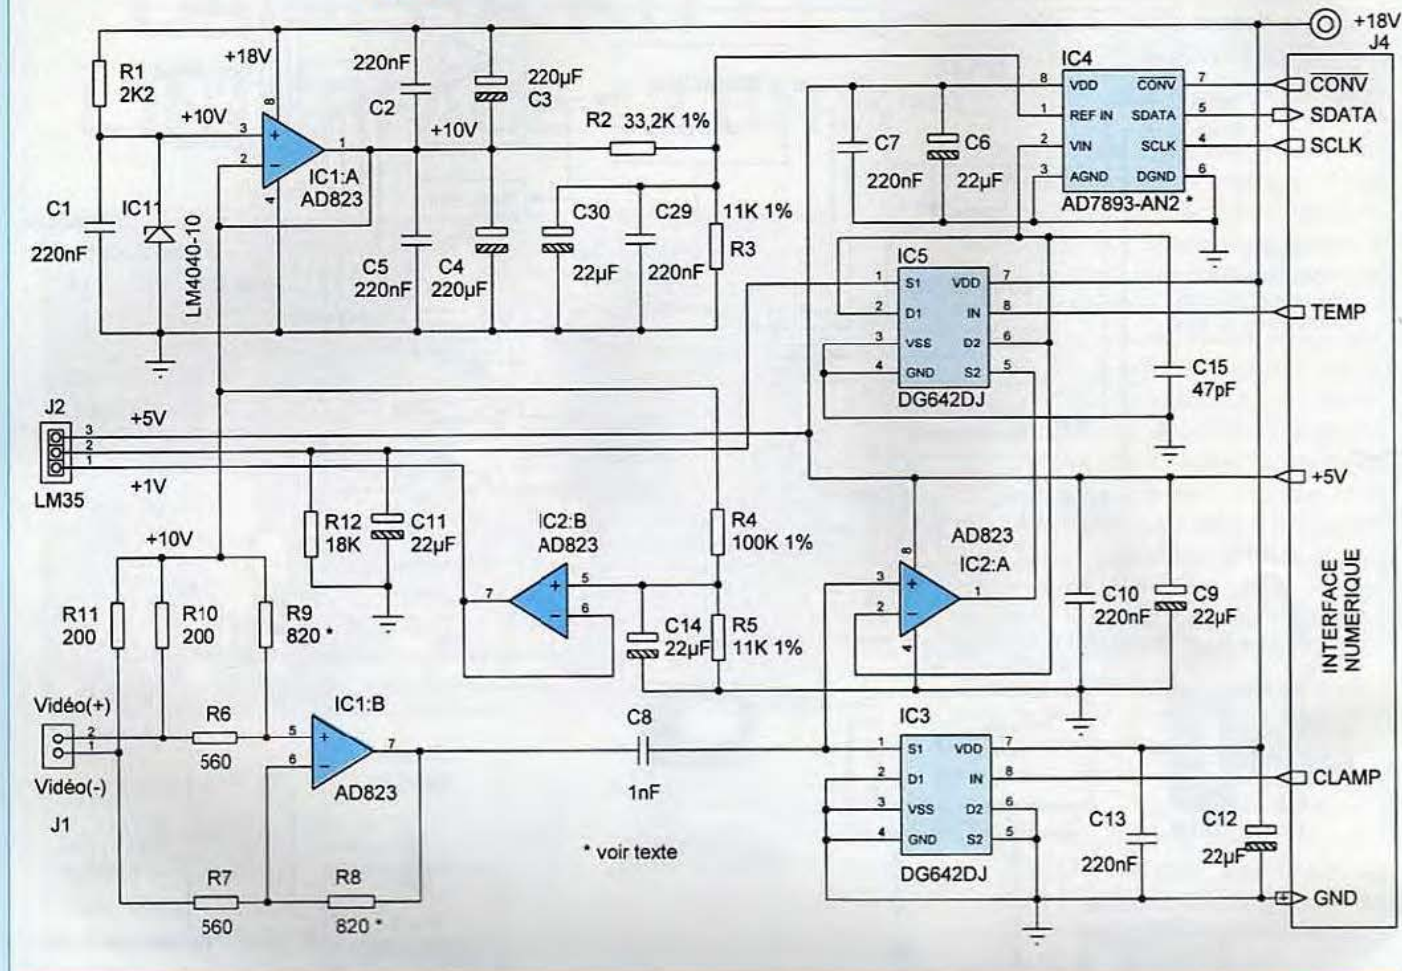 +18V
J4
R1
2K2
+18V
220nF
C2
220µF
C3
IC4
8
VDD
CONV
7
CONV
+10V
8
3
+
2
−
1
4
IC1:A
AD823
+10V
R2 33,2K 1%
1
REF IN
SDATA
5
SDATA
2
VIN
SCLK
4
SCLK
3
AGND
DGND
6
AD7893-AN2 *
C7
220nF
C6
22µF
C1
220nF
IC11
LM4040-10
C5
220nF
C4
220µF
C30
22µF
C29
220nF
11K 1%
R3
IC5
1
S1
VDD
7
2
D1
IN
8
TEMP
3
VSS
D2
6
4
GND
S2
5
DG642DJ
C15
47pF
J2
+5V
3
2
1
+1V
LM35
+5V
R12
18K
C11
22µF
IC2:B
AD823
7
+
5
−
6
R4
100K 1%
C14
22µF
R5
11K 1%
AD823
IC2:A
8
3
+
2
−
1
4
C10
220nF
C9
22µF
INTERFACE
NUMERIQUE
+10V
R11
200
R10
200
R9
820 *
Vidéo(+)
2
1
Vidéo(-)
J1
R6
560
IC1:B
5
+
6
−
7
AD823
C8
1nF
IC3
1
S1
VDD
7
2
D1
IN
8
CLAMP
3
VSS
D2
6
4
GND
S2
5
DG642DJ
C13
220nF
C12
22µF
* voir texte
R7
560
R8
820 *
+
GND